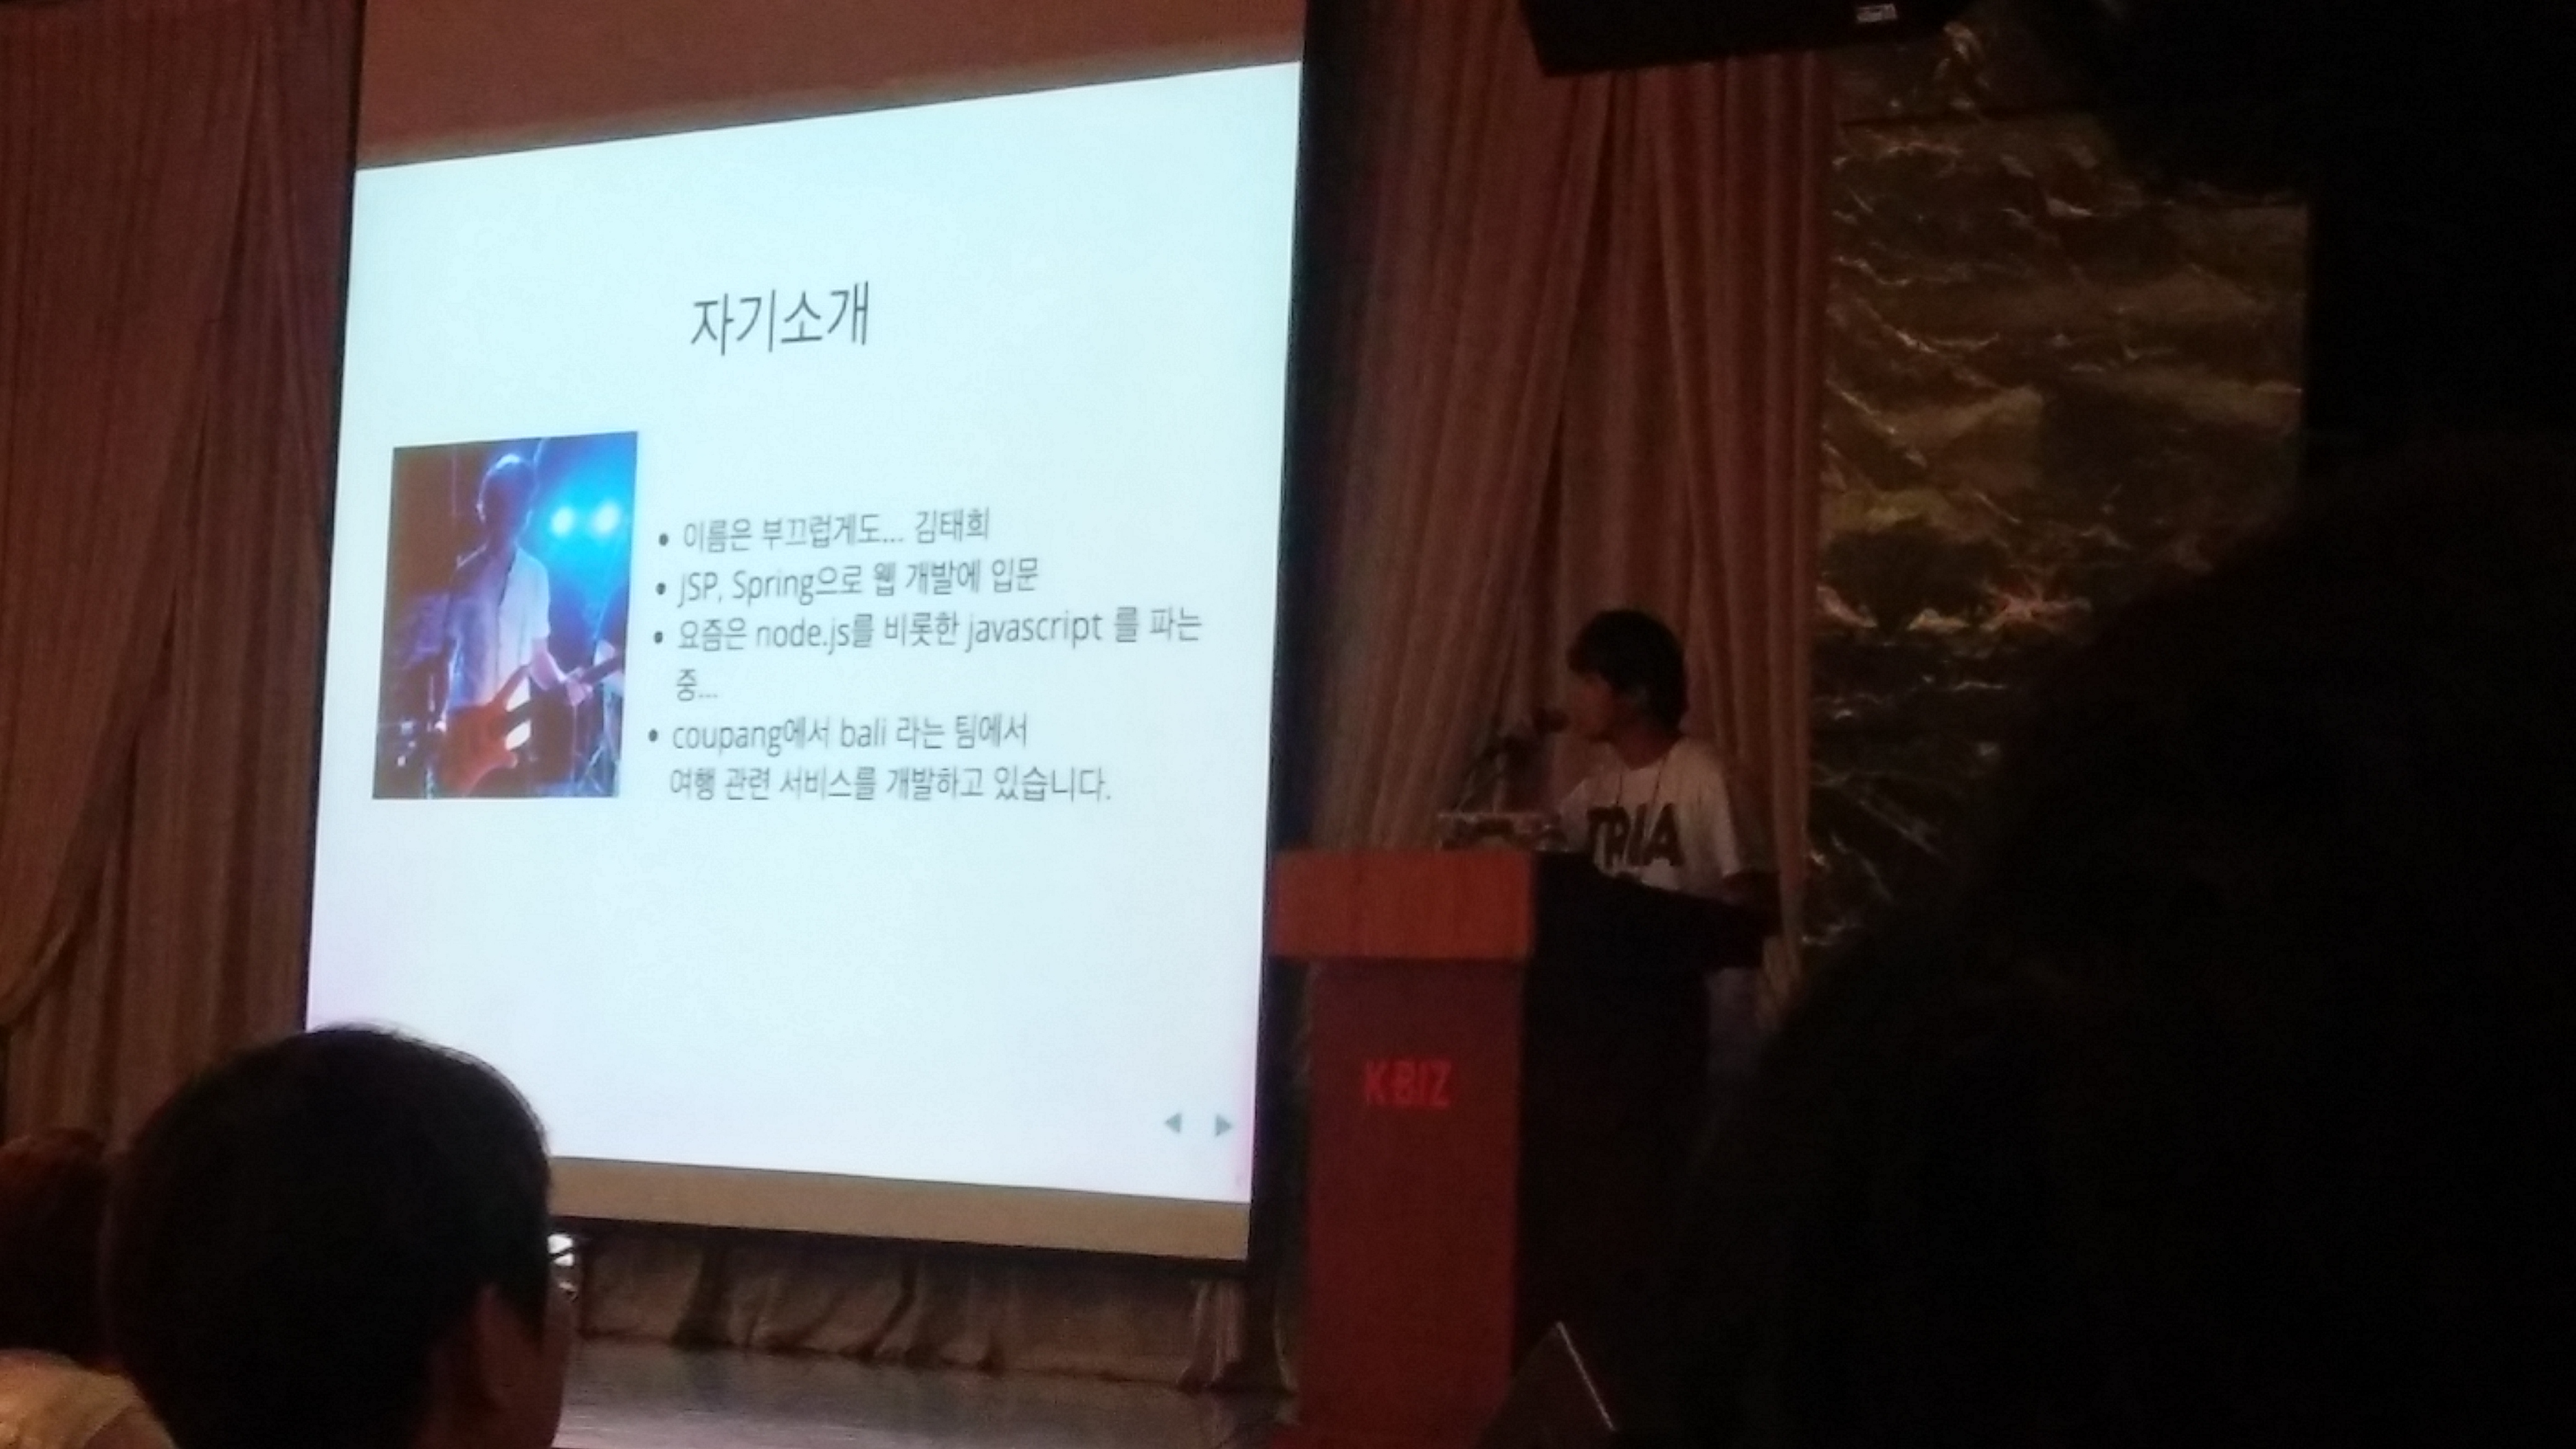 자기소개
• 이름은 부끄럽게도... 김태희
• JSP, Spring으로 웹 개발에 입문
• 요즘은 node.js를 비롯한 javascript 를 파는
중...
• coupang에서 bali 라는 팀에서
여행 관련 서비스를 개발하고 있습니다.
K-BIZ